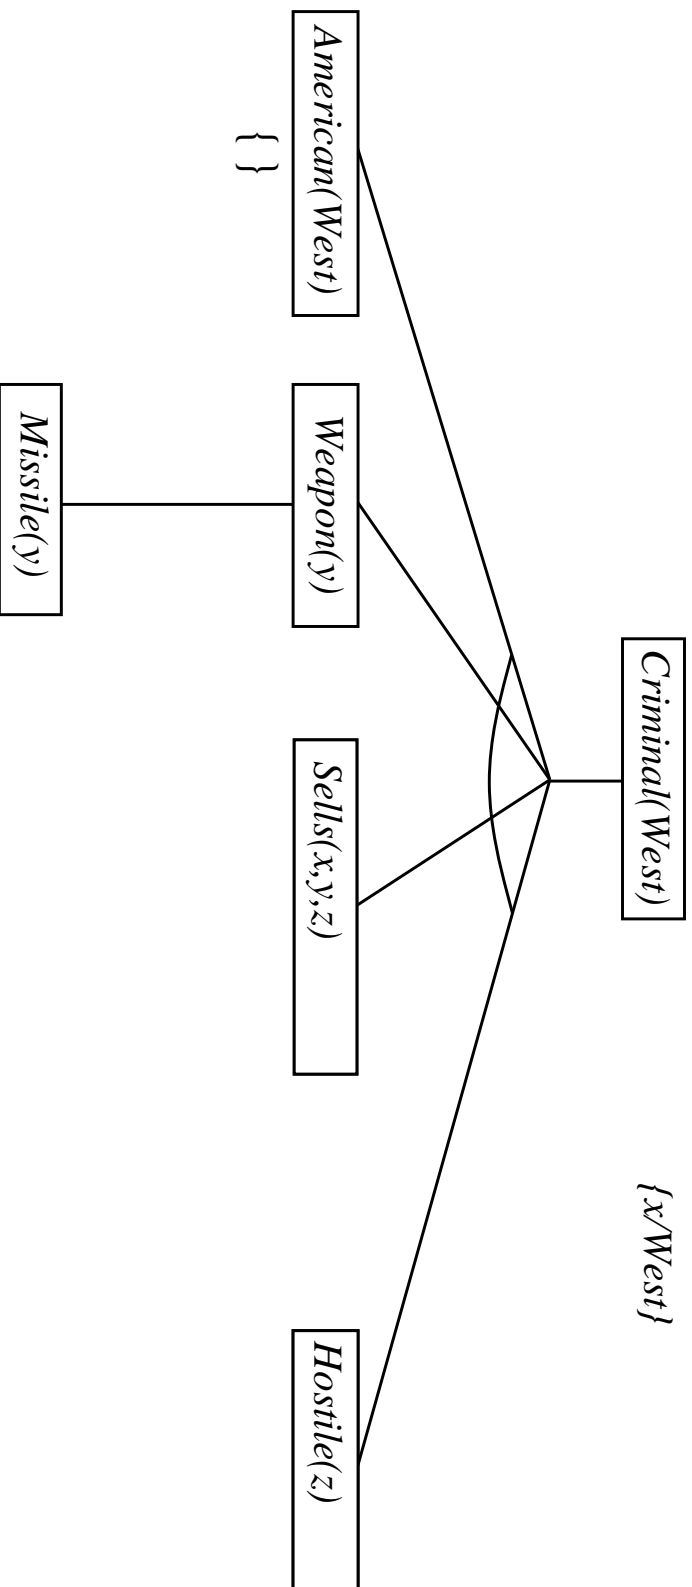 Criminal(West)
{x/West}
American(West)
Weapon(y)
Sells(x,y,z)
Hostile(z)
{ }
Missile(y)